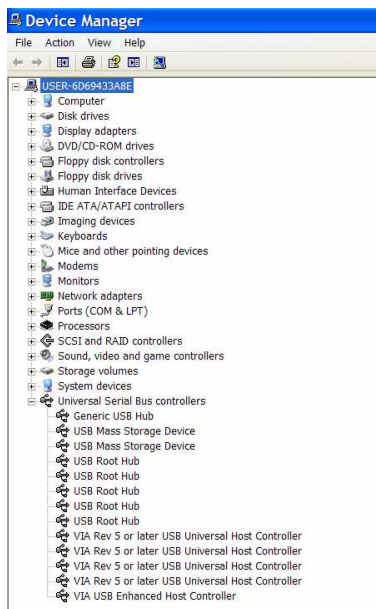 Device Manager
File Action View Help
USER-6D69433A8E
Computer
Disk drives
Display adapters
DVD/CD-ROM drives
Floppy disk controllers
Floppy disk drives
Human Interface Devices
IDE ATA/ATAPI controllers
Imaging devices
Keyboards
Mice and other pointing devices
Modems
Monitors
Network adapters
Ports (COM & LPT)
Processors
SCSI and RAID controllers
Sound, video and game controllers
Storage volumes
System devices
Universal Serial Bus controllers
Generic USB Hub
USB Mass Storage Device
USB Mass Storage Device
USB Root Hub
USB Root Hub
USB Root Hub
USB Root Hub
USB Root Hub
VIA Rev 5 or later USB Universal Host Controller
VIA Rev 5 or later USB Universal Host Controller
VIA Rev 5 or later USB Universal Host Controller
VIA Rev 5 or later USB Universal Host Controller
VIA USB Enhanced Host Controller